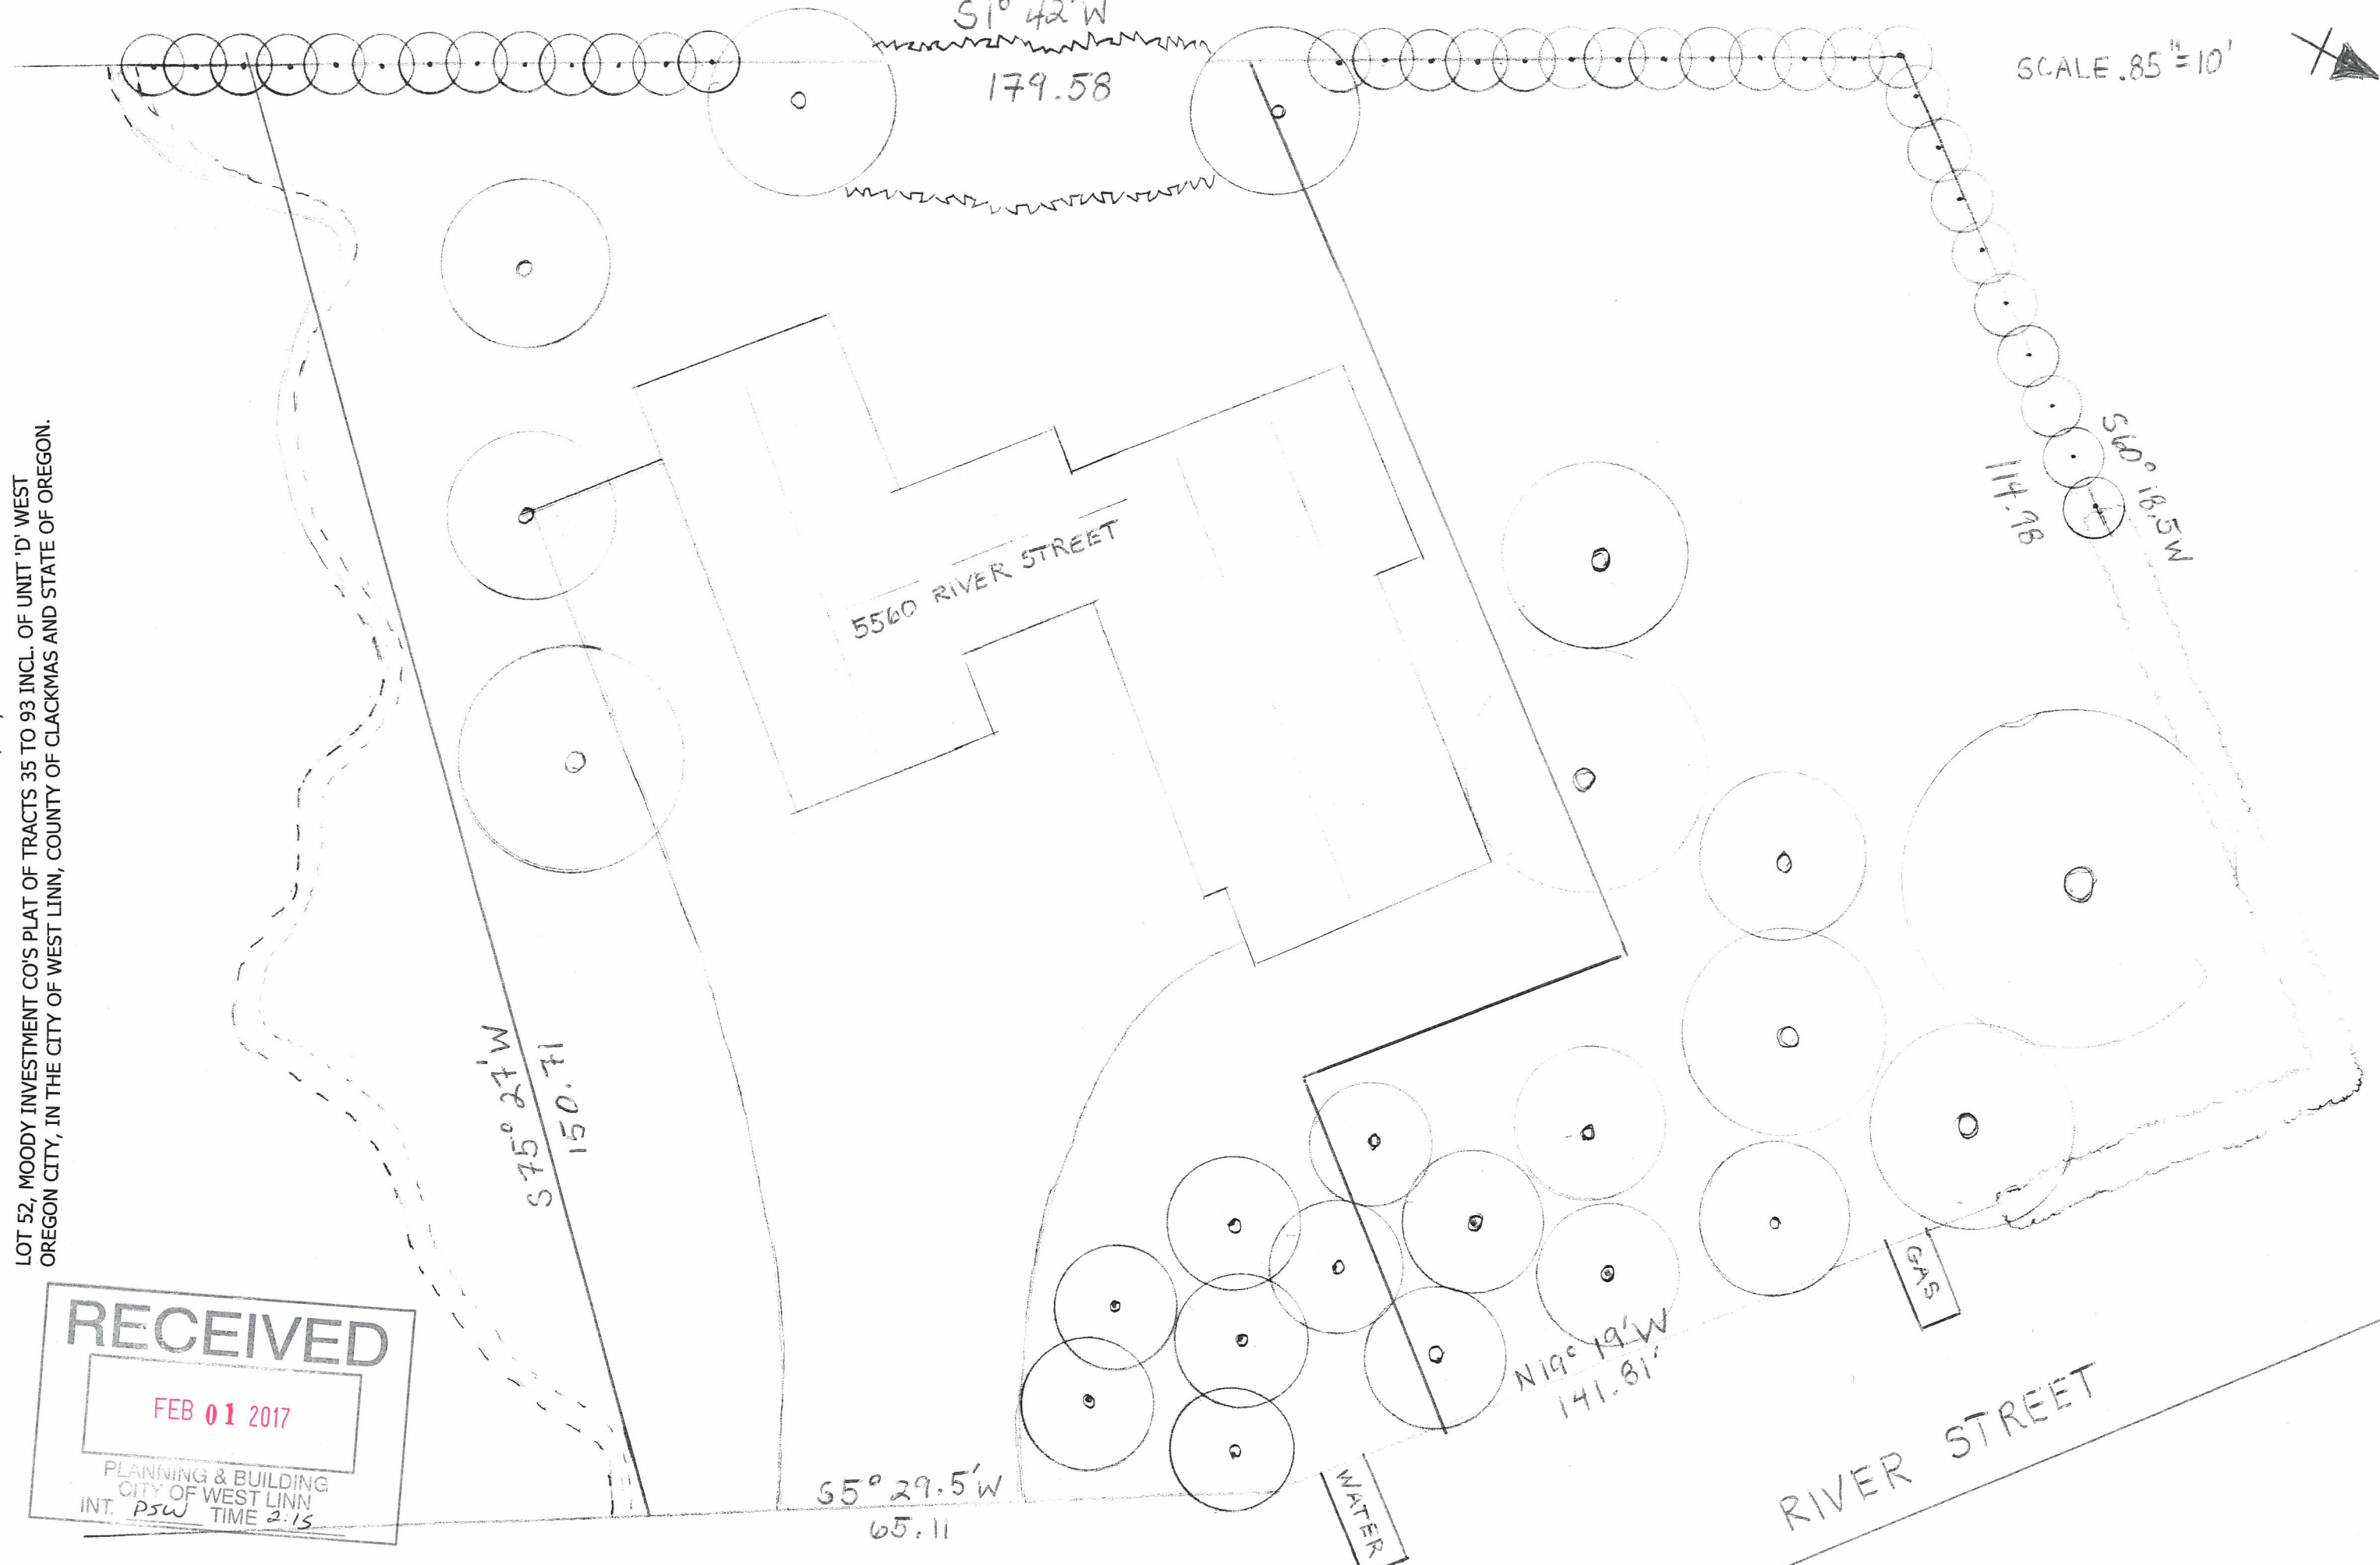 S1° 42'W
179.58
SCALE .85"=10'
S60° 18.5W
114.98
LOT 52, MOODY INVESTMENT CO'S PLAT OF TRACTS 35 TO 93 INCL. OF UNIT 'D' WEST
OREGON CITY, IN THE CITY OF WEST LINN, COUNTY OF CLACKMAS AND STATE OF OREGON.
5560 RIVER STREET
S75° 27'W
150.71
GAS
N19° 19'W
141.81'
RIVER STREET
WATER
S5° 29.5'W
65.11
RECEIVED
FEB 01 2017
PLANNING & BUILDING
CITY OF WEST LINN
INT. PSW TIME 2:15